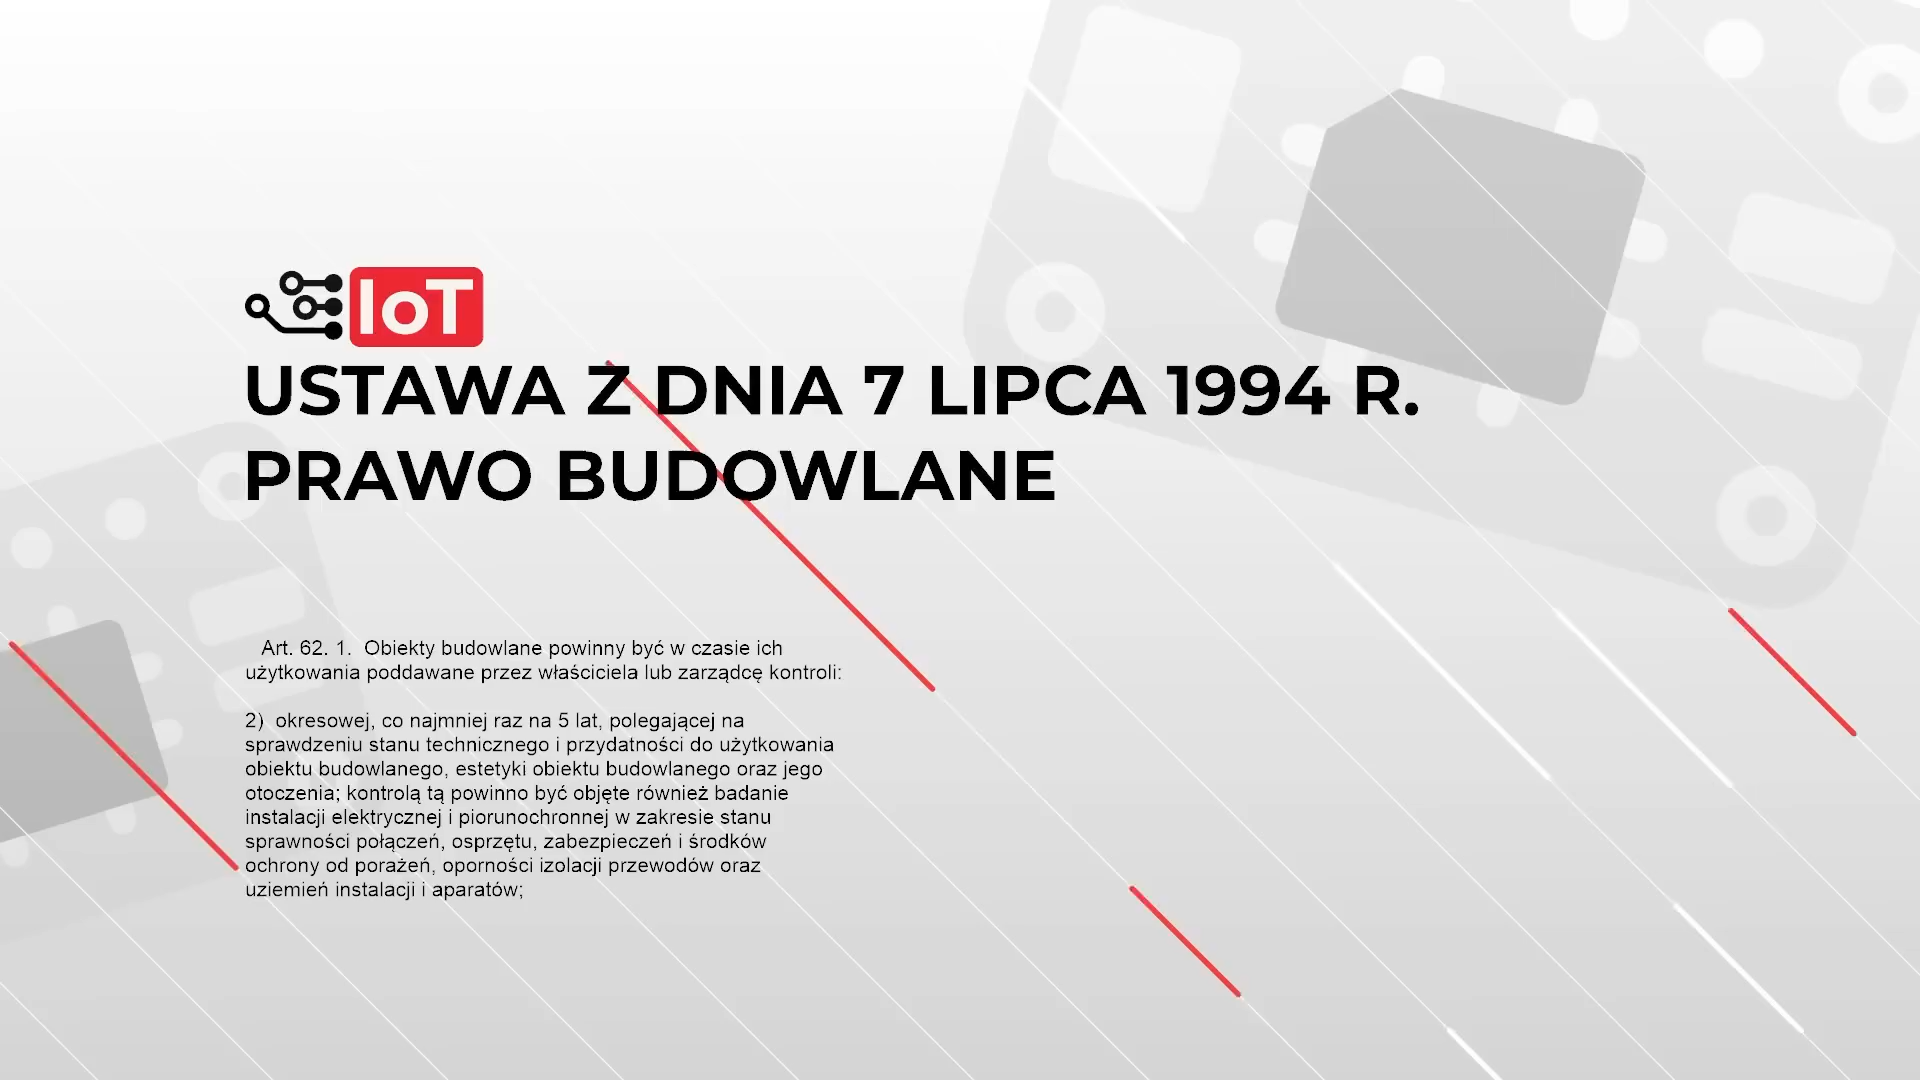 IoT
USTAWA Z DNIA 7 LIPCA 1994 R.
PRAWO BUDOWLANE
Art. 62. 1.  Obiekty budowlane powinny być w czasie ich
użytkowania poddawane przez właściciela lub zarządcę kontroli:
2)  okresowej, co najmniej raz na 5 lat, polegającej na
sprawdzeniu stanu technicznego i przydatności do użytkowania
obiektu budowlanego, estetyki obiektu budowlanego oraz jego
otoczenia; kontrolą tą powinno być objęte również badanie
instalacji elektrycznej i piorunochronnej w zakresie stanu
sprawności połączeń, osprzętu, zabezpieczeń i środków
ochrony od porażeń, oporności izolacji przewodów oraz
uziemień instalacji i aparatów;